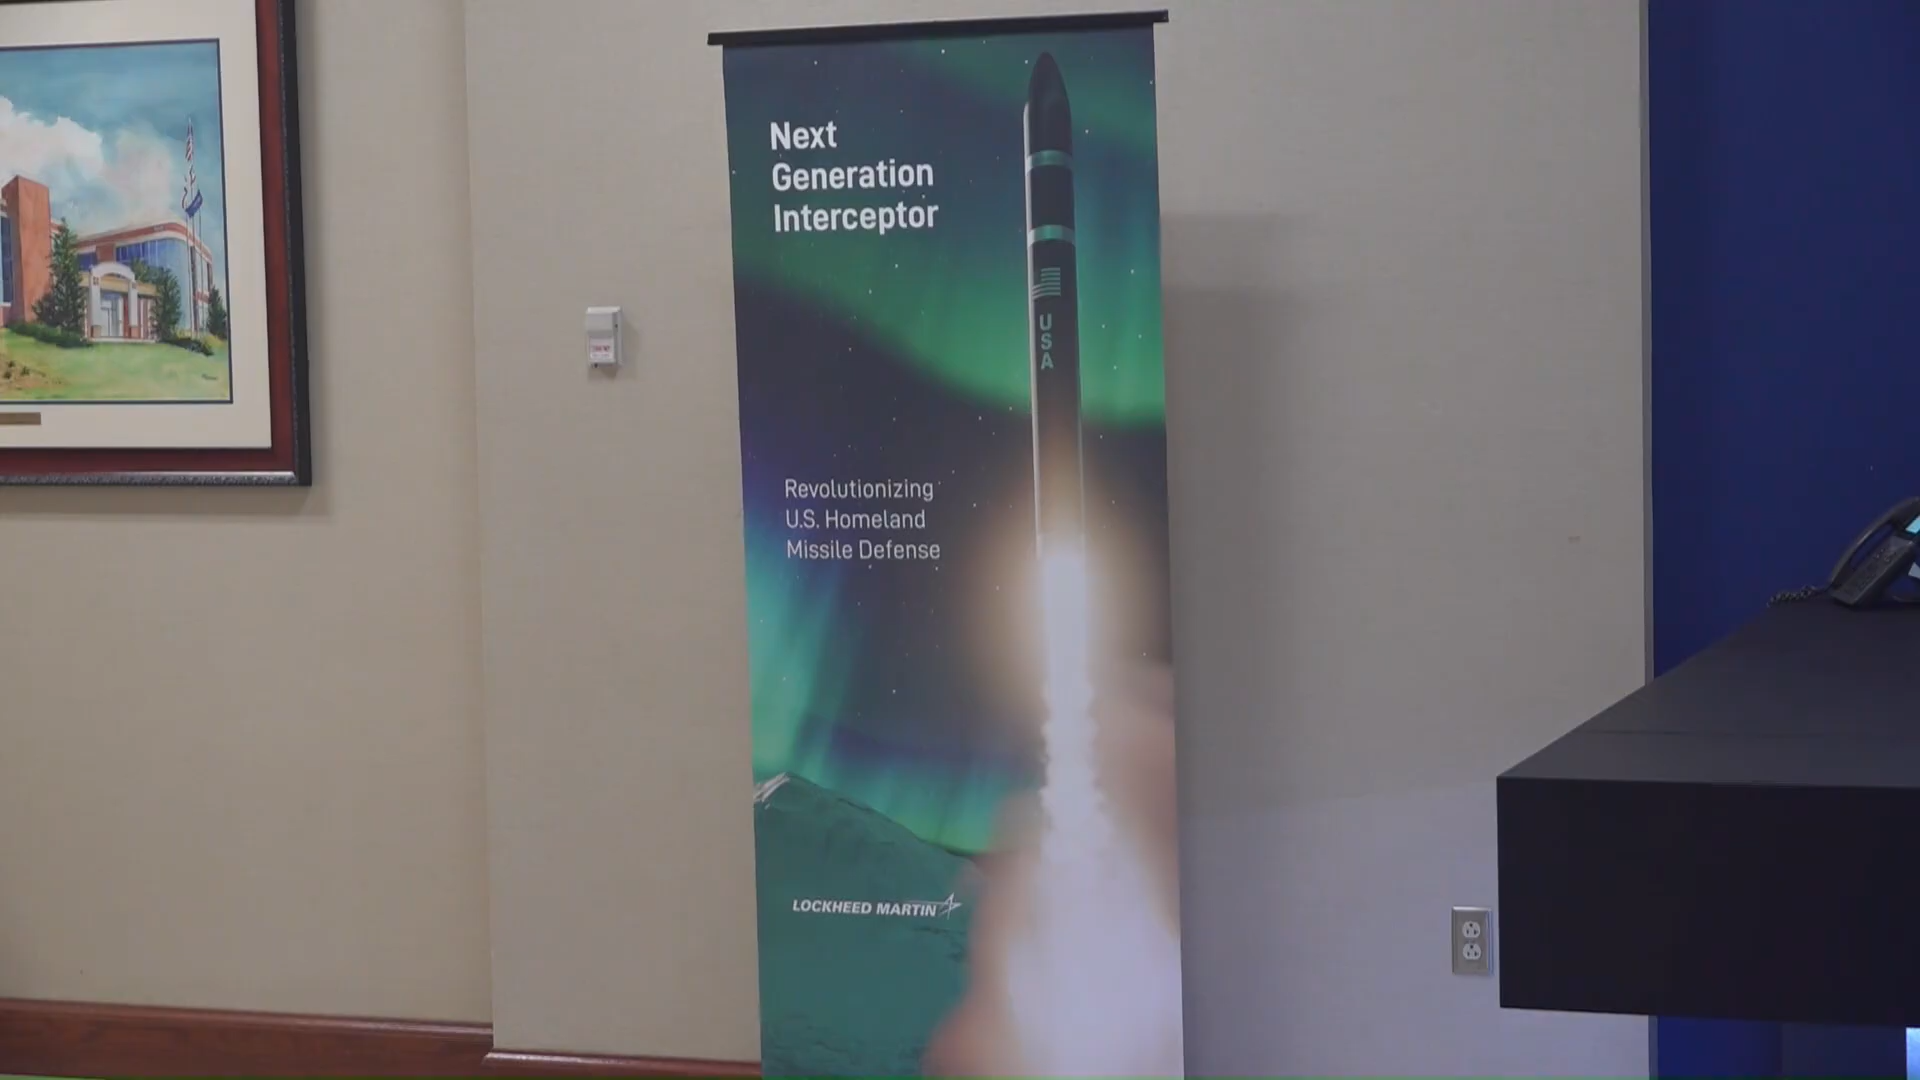 Next
Generation
Interceptor
USA
Revolutionizing
U.S. Homeland
Missile Defense
LOCKHEED MARTIN